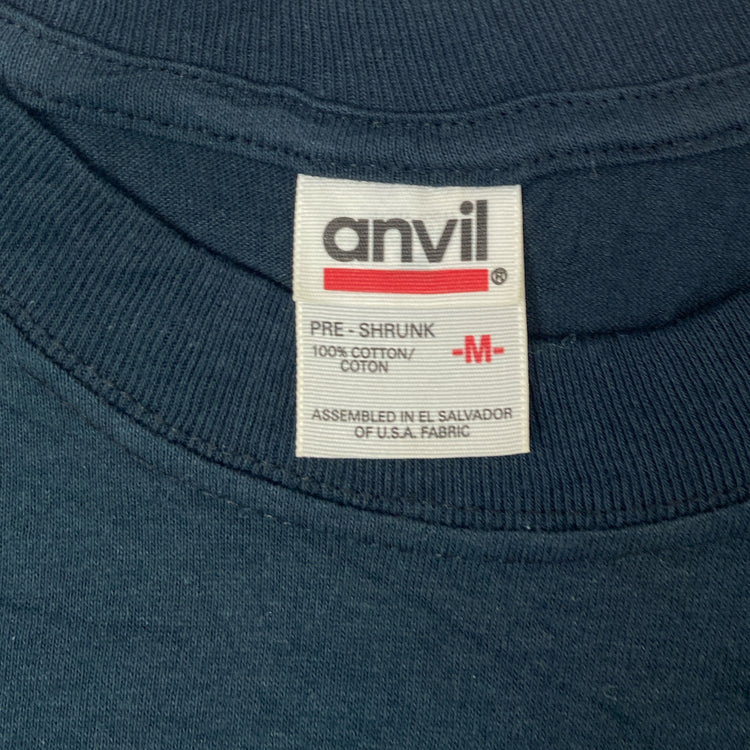 anvil
®
PRE - SHRUNK
100% COTTON/
COTON
-M-
ASSEMBLED IN EL SALVADOR
OF U.S.A. FABRIC